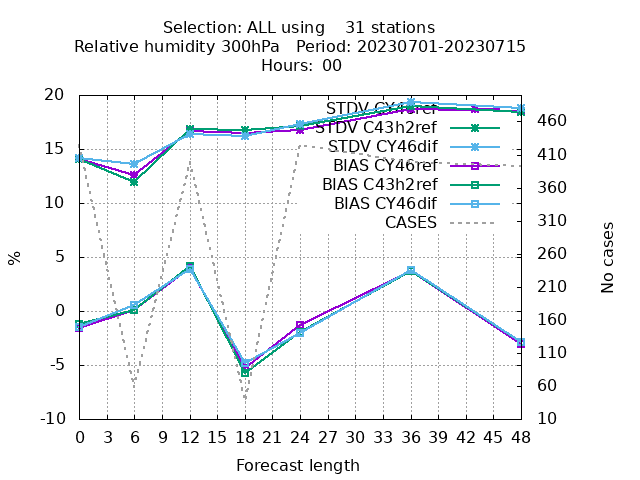 Selection: ALL using 31 stations
Relative humidity 300hPa Period: 20230701-20230715
Hours: 00
STDV CY46ref
STDV C43h2ref
STDV CY46dif
BIAS CY46ref
BIAS C43h2ref
BIAS CY46dif
CASES
20
15
10
5
0
-5
-10
%
460
410
360
310
260
210
160
110
60
10
No cases
0 3 6 9 12 15 18 21 24 27 30 33 36 39 42 45 48
Forecast length